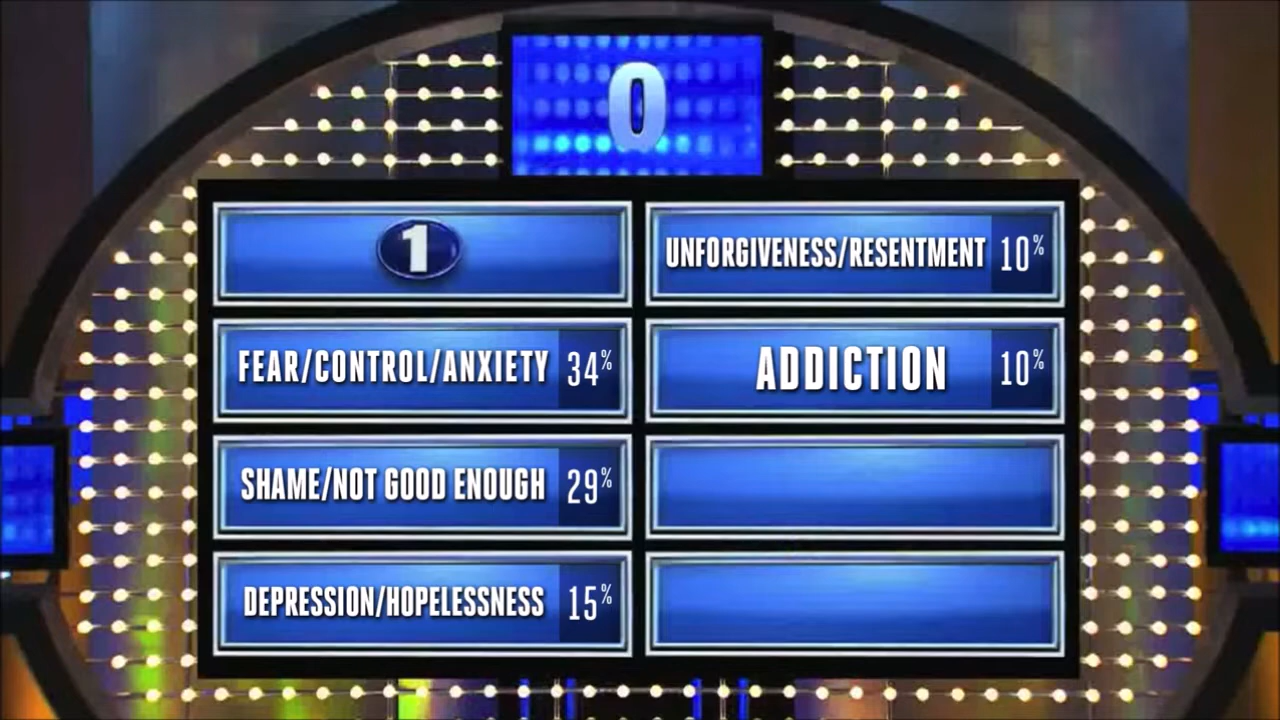 0
1
FEAR/CONTROL/ANXIETY 34%
SHAME/NOT GOOD ENOUGH 29%
DEPRESSION/HOPELESSNESS 15%
UNFORGIVENESS/RESENTMENT 10%
ADDICTION 10%